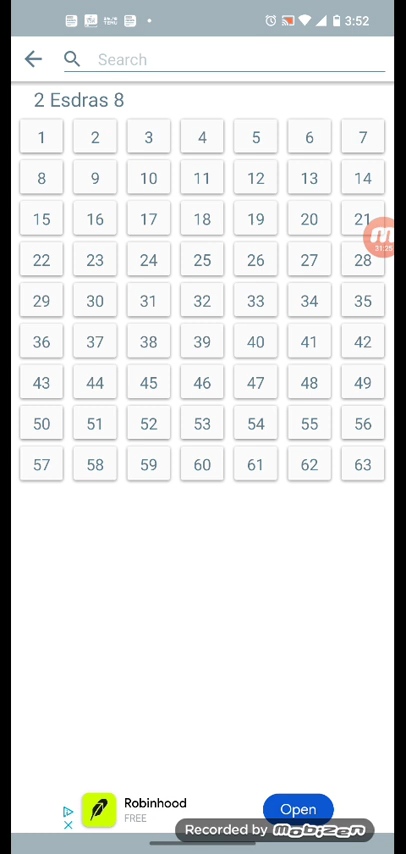 3:52
Search
2 Esdras 8
1 2 3 4 5 6 7
8 9 10 11 12 13 14
15 16 17 18 19 20 21
31:25
22 23 24 25 26 27 28
29 30 31 32 33 34 35
36 37 38 39 40 41 42
43 44 45 46 47 48 49
50 51 52 53 54 55 56
57 58 59 60 61 62 63
Robinhood
FREE
Open
Recorded by mobizen